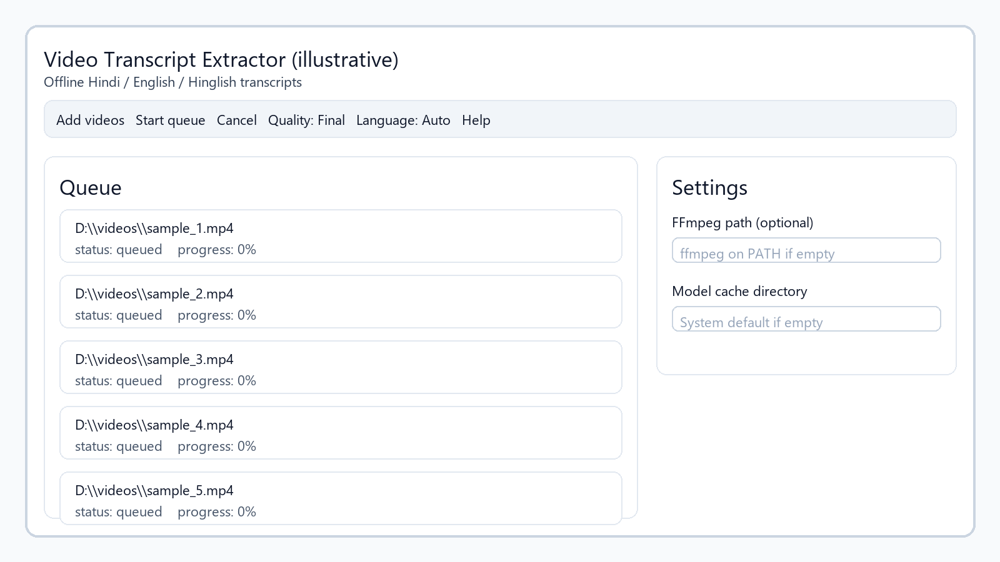 Video Transcript Extractor (illustrative)
Offline Hindi / English / Hinglish transcripts
Add videos Start queue Cancel Quality: Final Language: Auto Help
Queue
D:\\videos\\sample_1.mp4
status: queued progress: 0%
D:\\videos\\sample_2.mp4
status: queued progress: 0%
D:\\videos\\sample_3.mp4
status: queued progress: 0%
D:\\videos\\sample_4.mp4
status: queued progress: 0%
D:\\videos\\sample_5.mp4
status: queued progress: 0%
Settings
FFmpeg path (optional)
ffmpeg on PATH if empty
Model cache directory
System default if empty